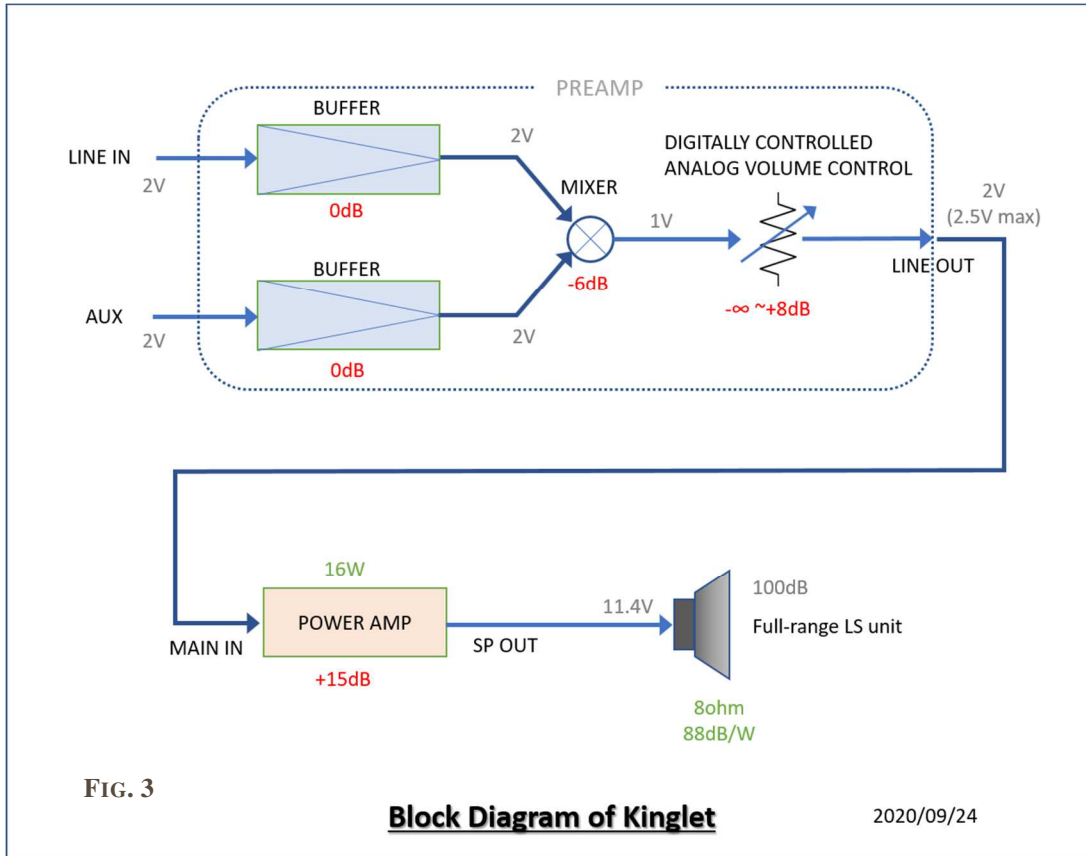 PREAMP
BUFFER
LINE IN
2V
0dB
2V
BUFFER
AUX
2V
0dB
2V
MIXER
-6dB
1V
DIGITALLY CONTROLLED
ANALOG VOLUME CONTROL
-∞ ~+8dB
2V
(2.5V max)
LINE OUT
16W
MAIN IN
POWER AMP
+15dB
SP OUT
11.4V
100dB
Full-range LS unit
8ohm
88dB/W
FIG. 3
Block Diagram of Kinglet
2020/09/24